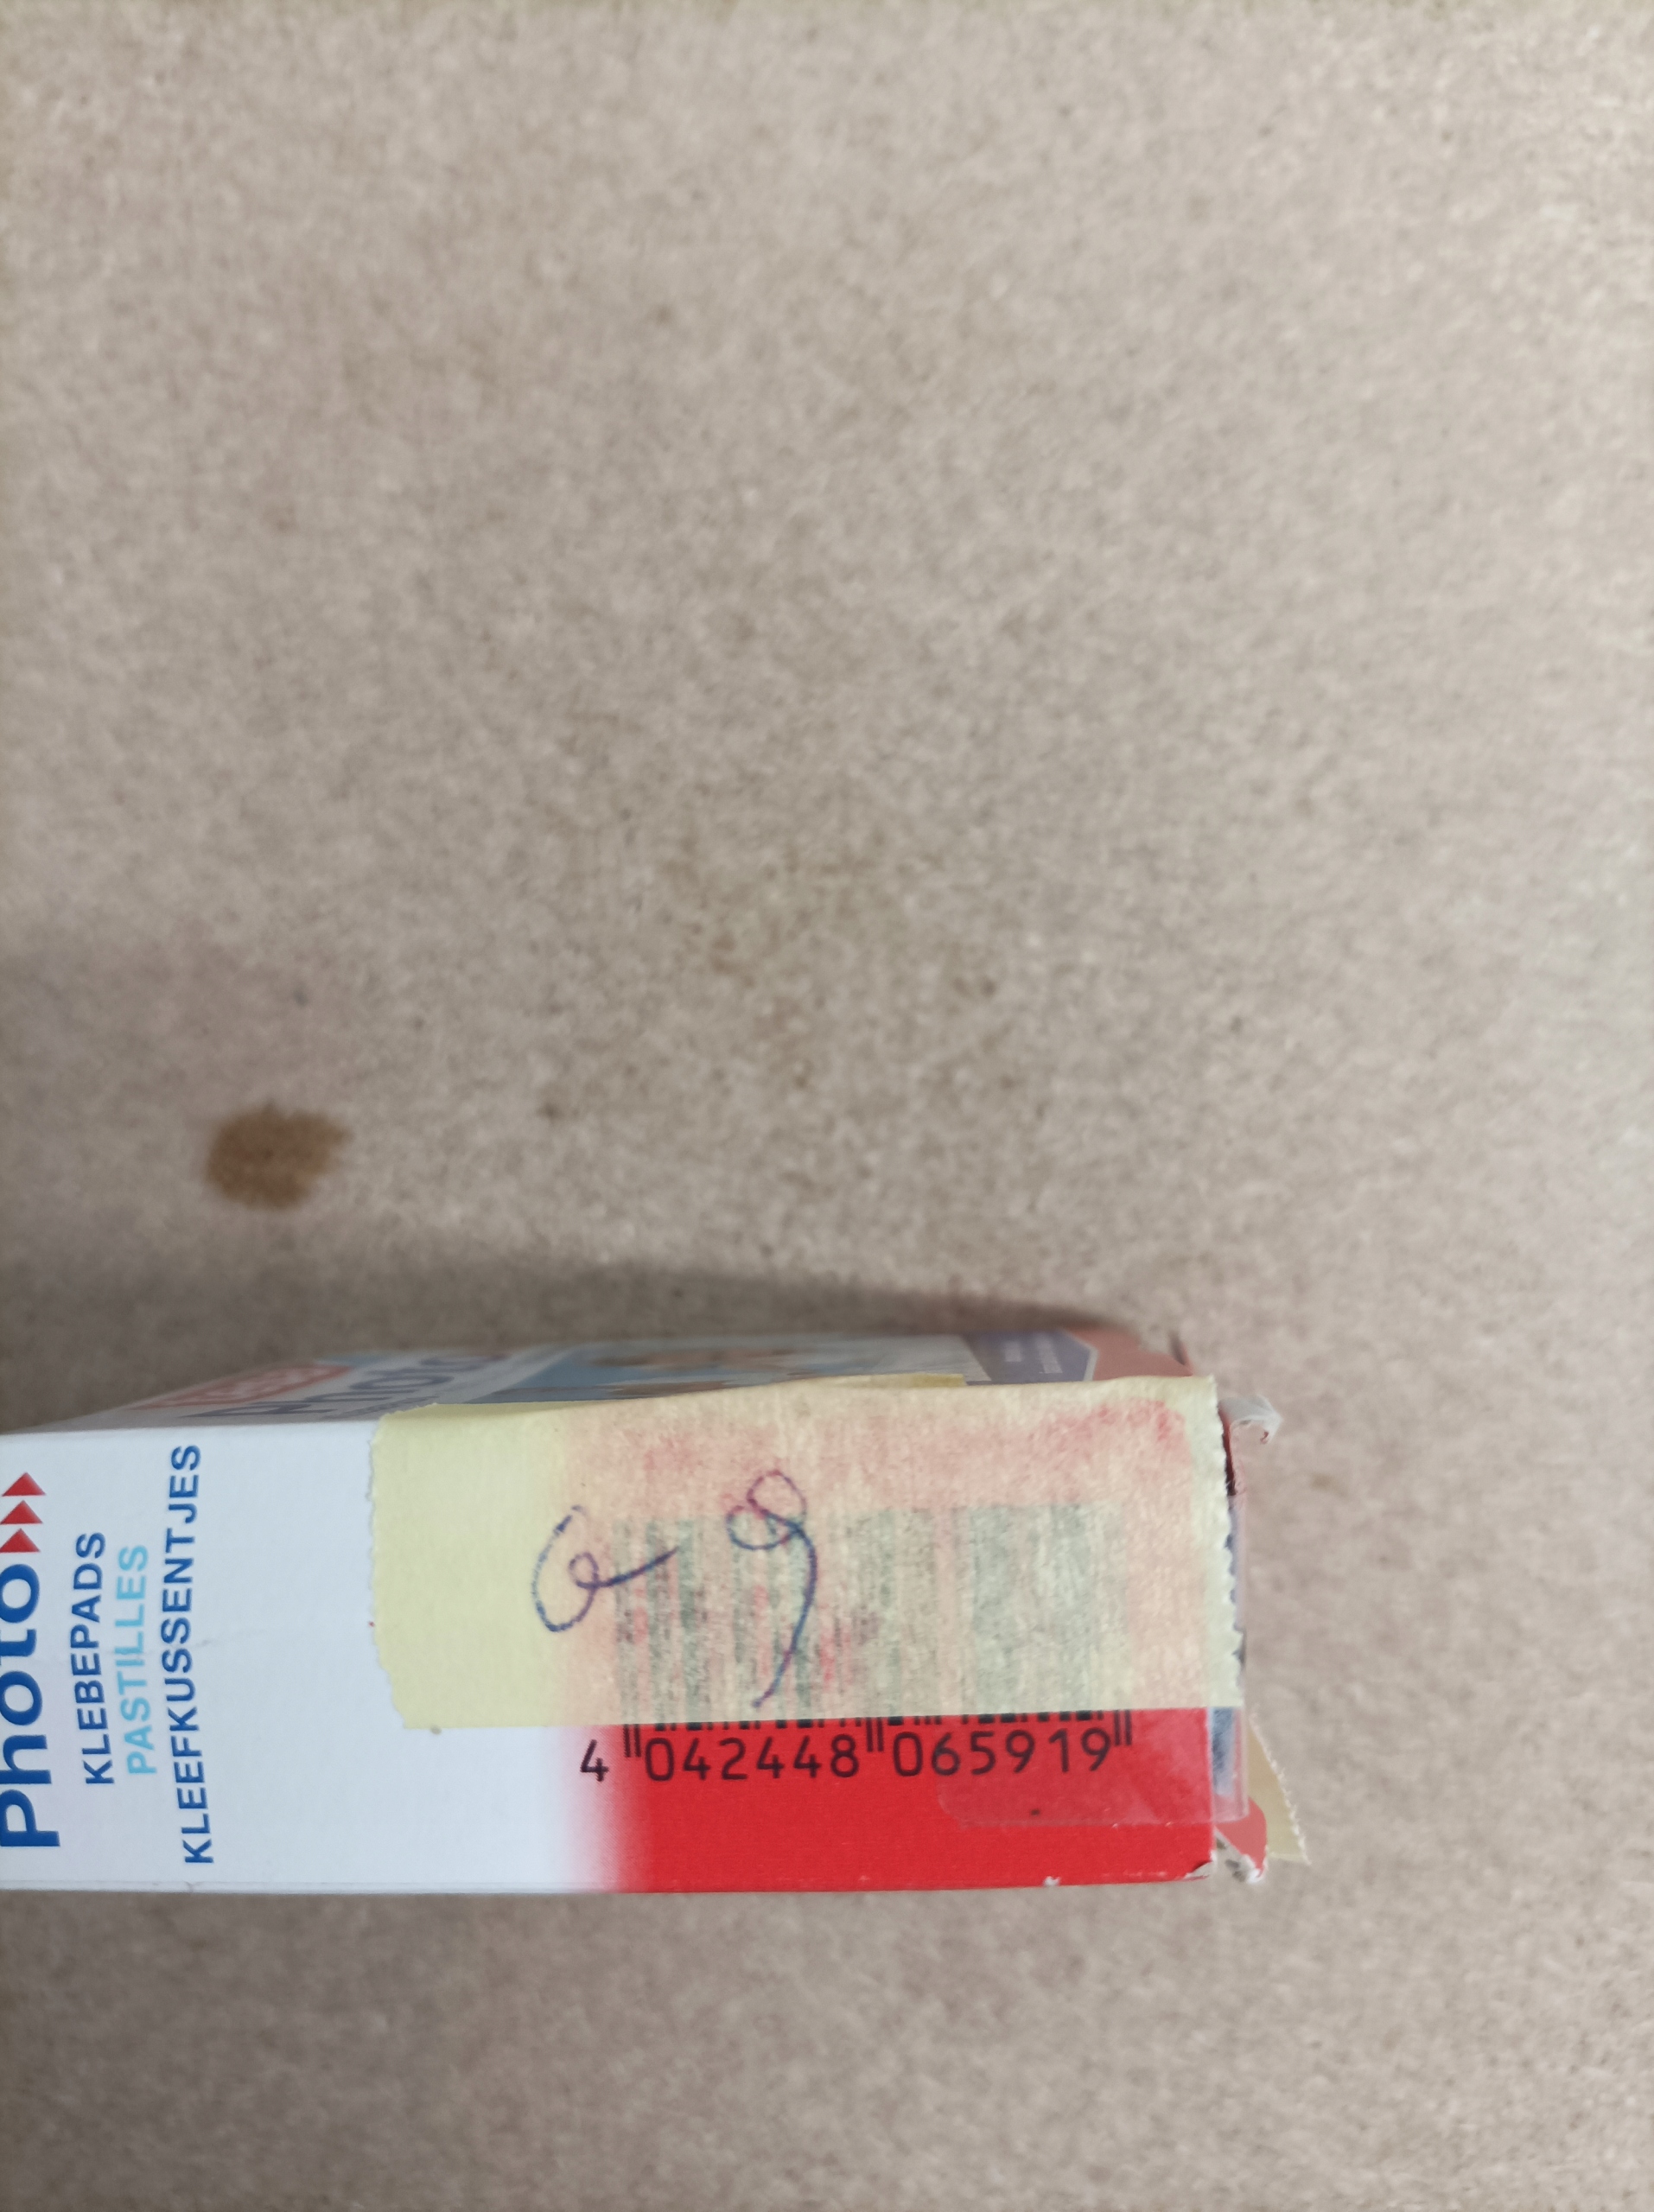 Photo
KLEBEPADS
PASTILLES
KLEEFKUSSENTJES
4 042448 065919